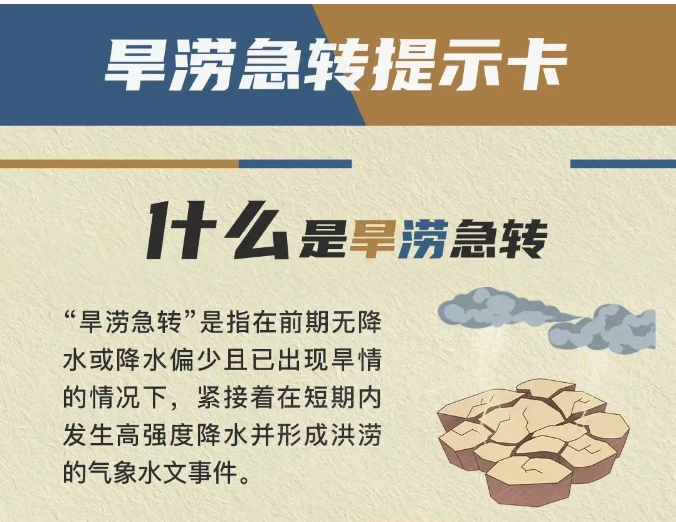 旱涝急转提示卡
什么是旱涝急转
“旱涝急转”是指在前期无降
水或降水偏少且已出现旱情
的情况下，紧接着在短期内
发生高强度降水并形成洪涝
的气象水文事件。